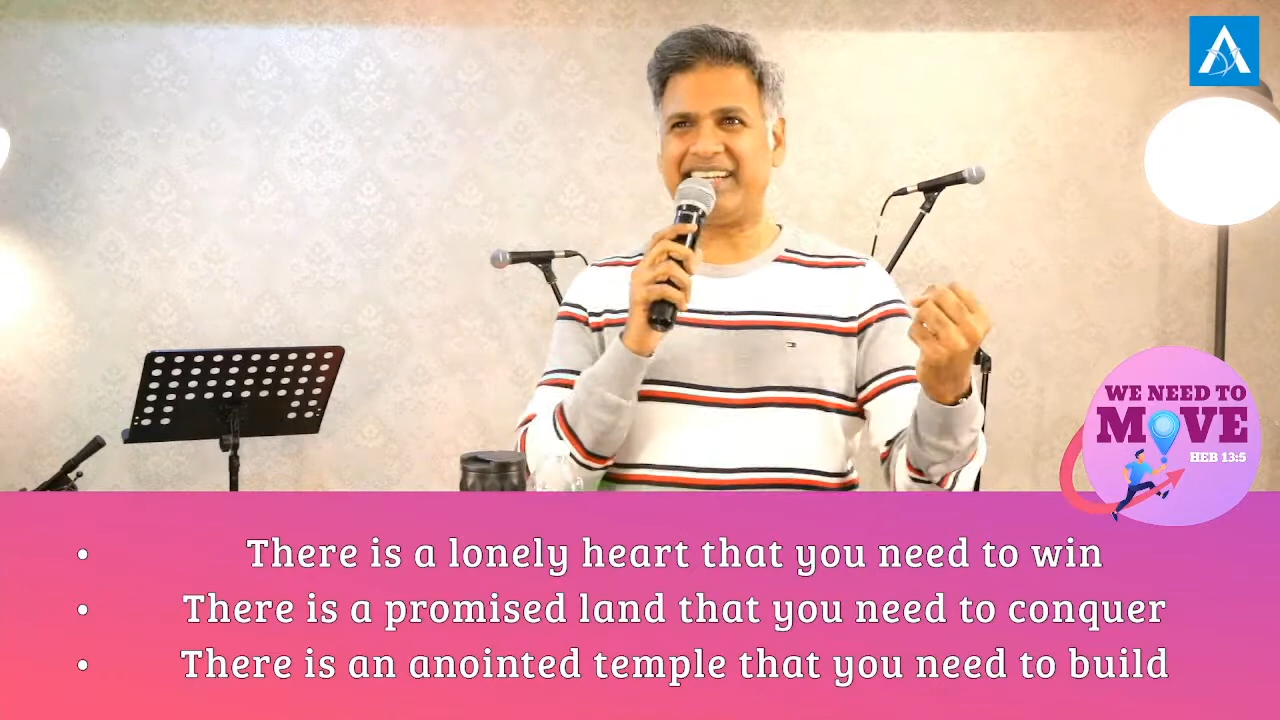 WE NEED TO
MOVE
HEB 13:5
• There is a lonely heart that you need to win
• There is a promised land that you need to conquer
• There is an anointed temple that you need to build